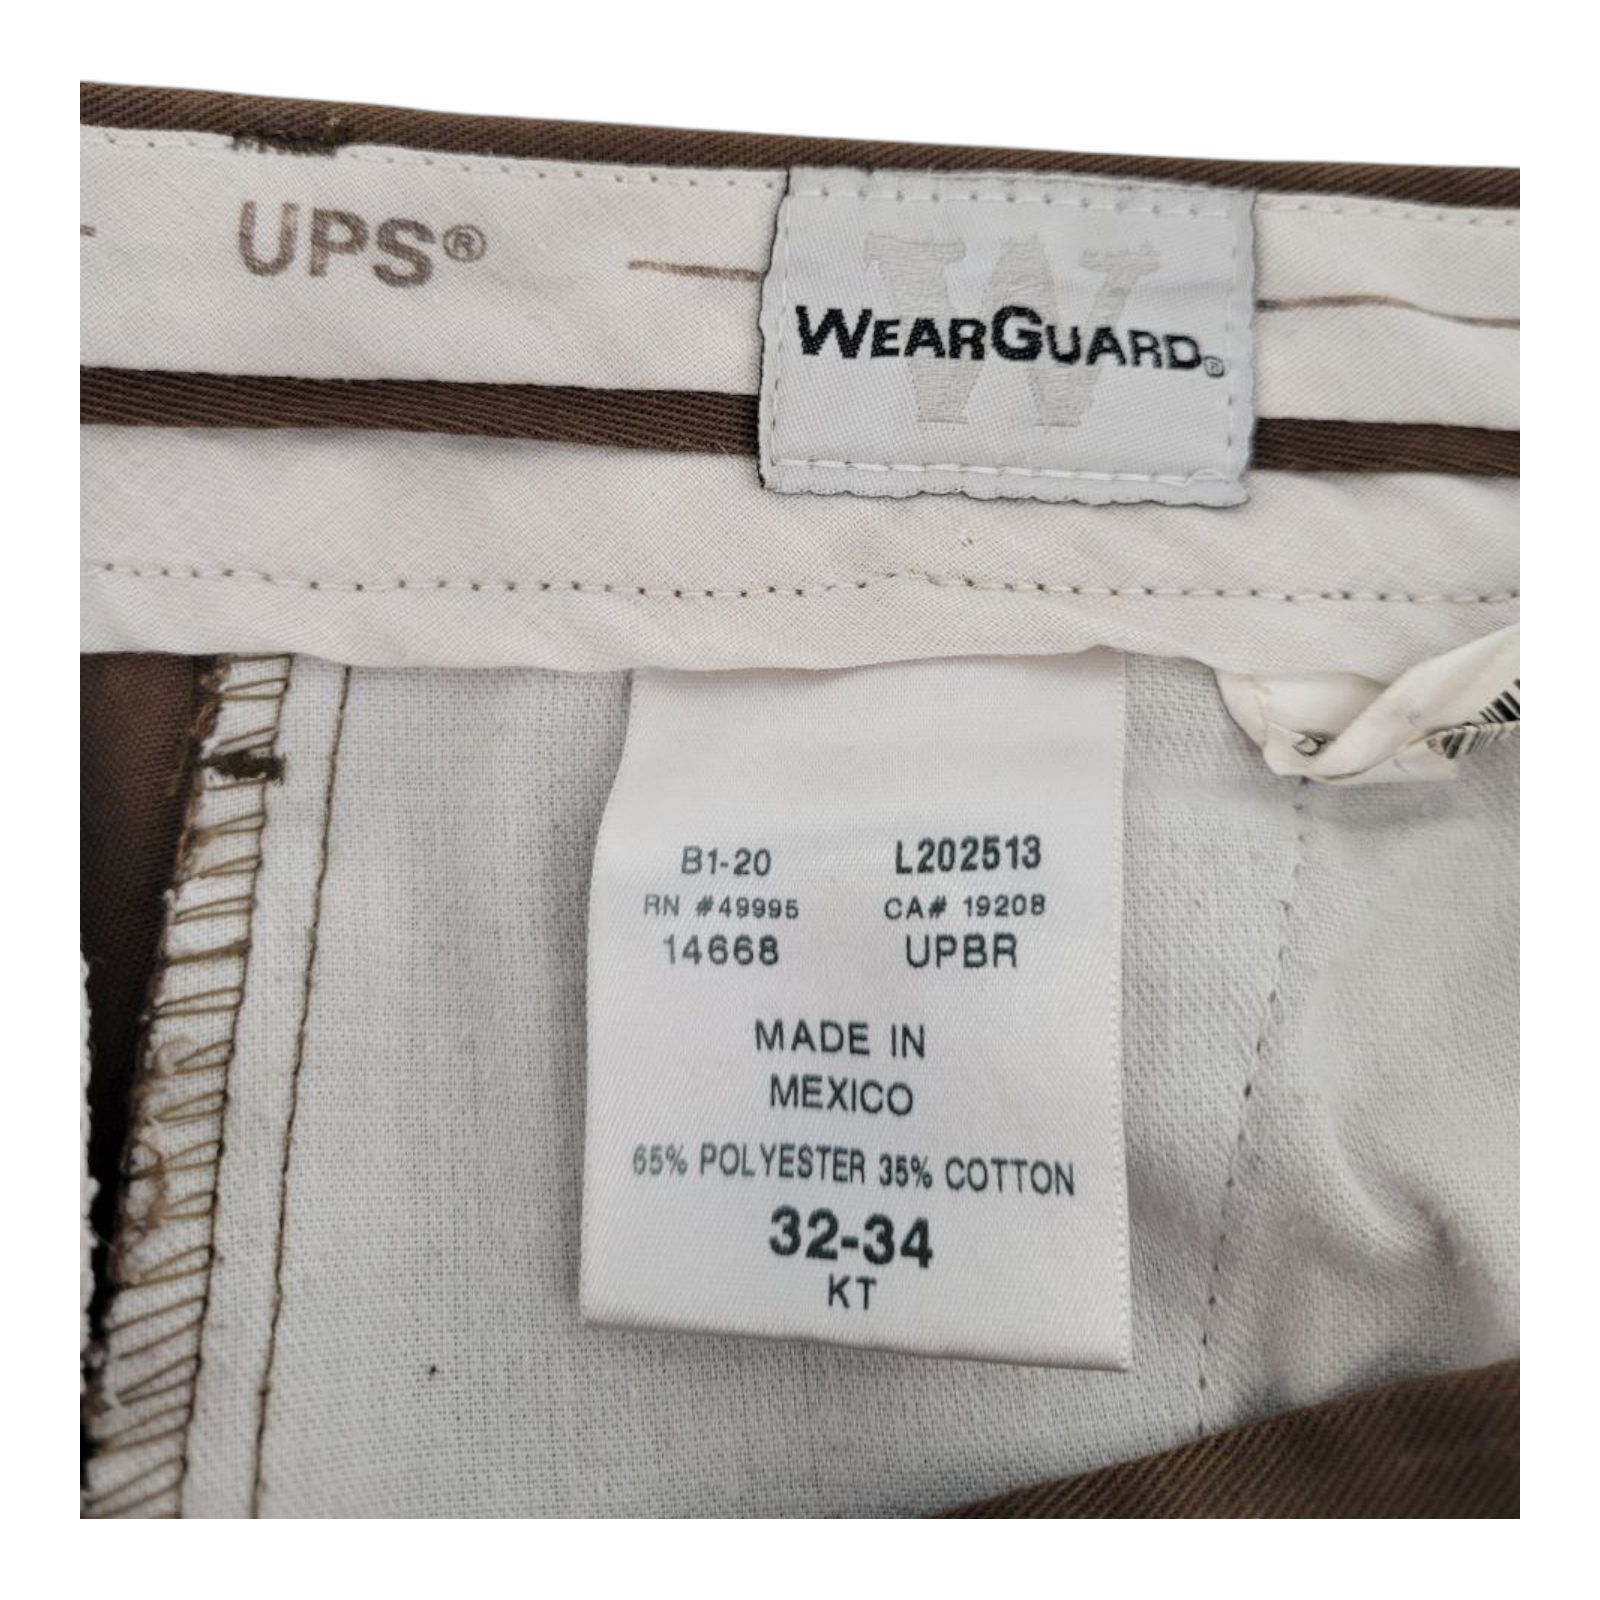 UPS®
WEARGUARD®
B1-20 L202513
RN #49995 CA# 19208
14668 UPBR
MADE IN
MEXICO
65% POLYESTER 35% COTTON
32-34
KT